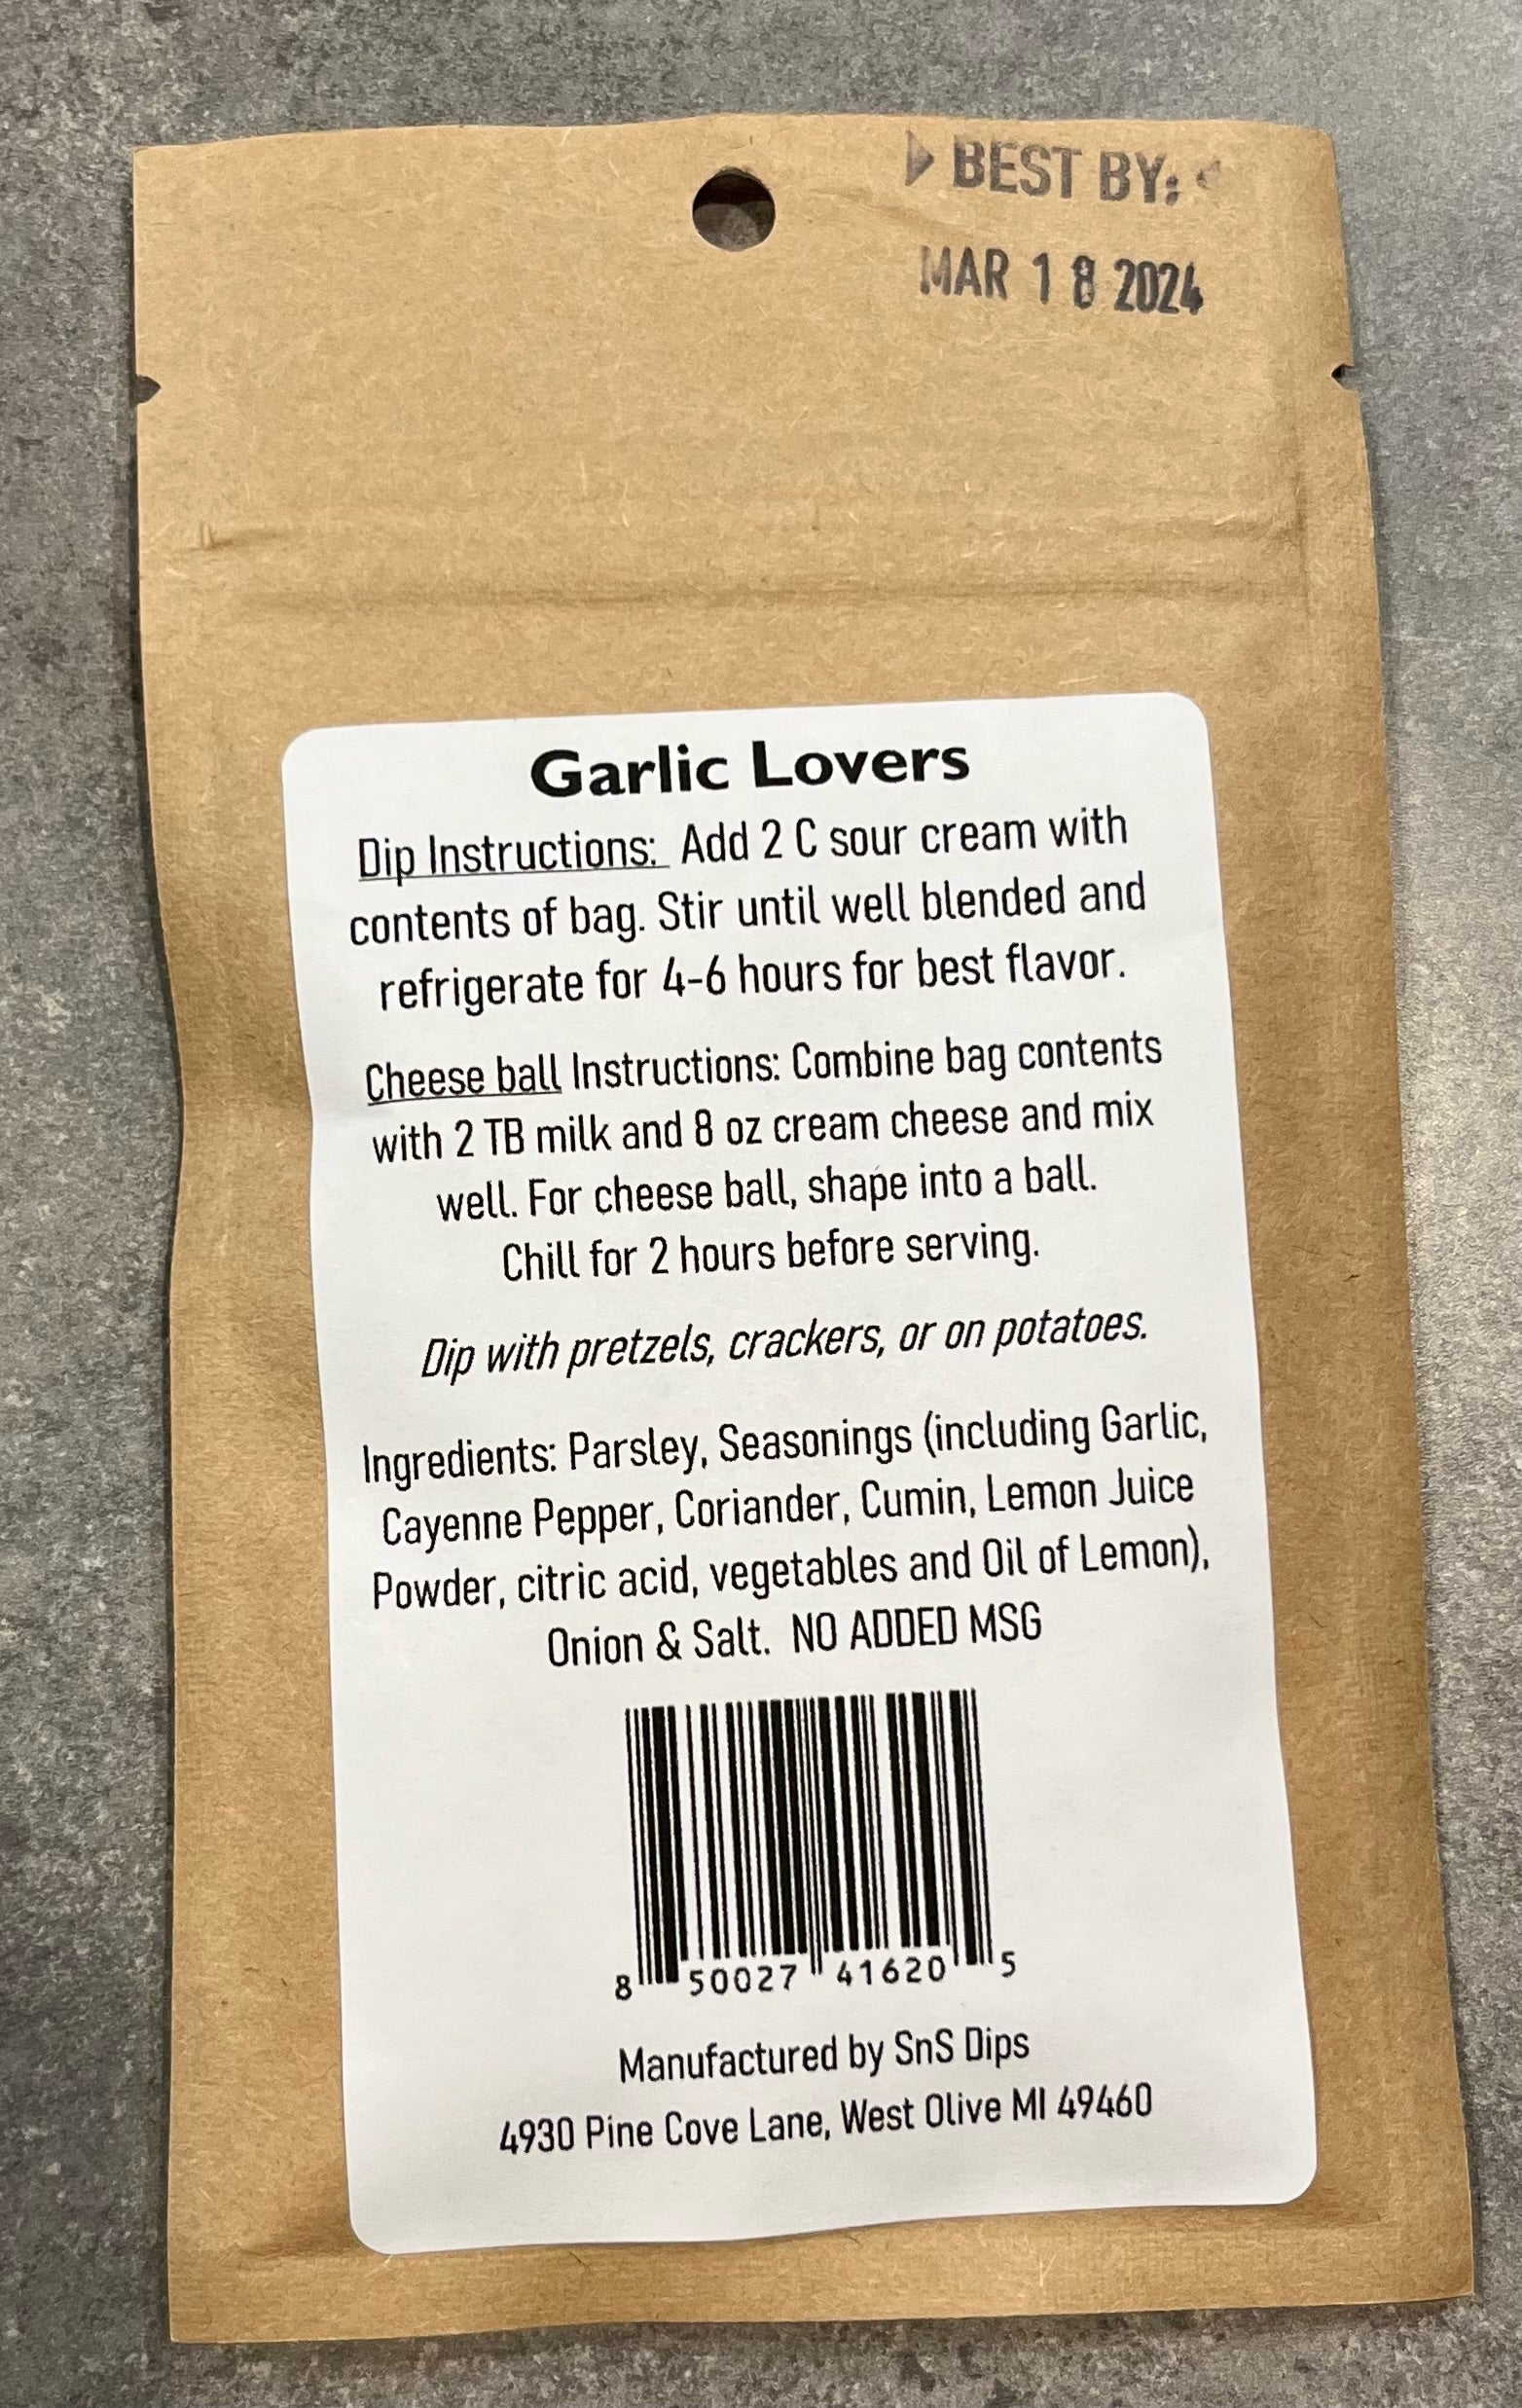 BEST BY:
MAR 18 2024
Garlic Lovers
Dip Instructions: Add 2 C sour cream with
contents of bag. Stir until well blended and
refrigerate for 4-6 hours for best flavor.
Cheese ball Instructions: Combine bag contents
with 2 TB milk and 8 oz cream cheese and mix
well. For cheese ball, shape into a ball.
Chill for 2 hours before serving.
Dip with pretzels, crackers, or on potatoes.
Ingredients: Parsley, Seasonings (including Garlic,
Cayenne Pepper, Coriander, Cumin, Lemon Juice
Powder, citric acid, vegetables and Oil of Lemon),
Onion & Salt. NO ADDED MSG
8 50027 41620 5
Manufactured by SnS Dips
4930 Pine Cove Lane, West Olive MI 49460